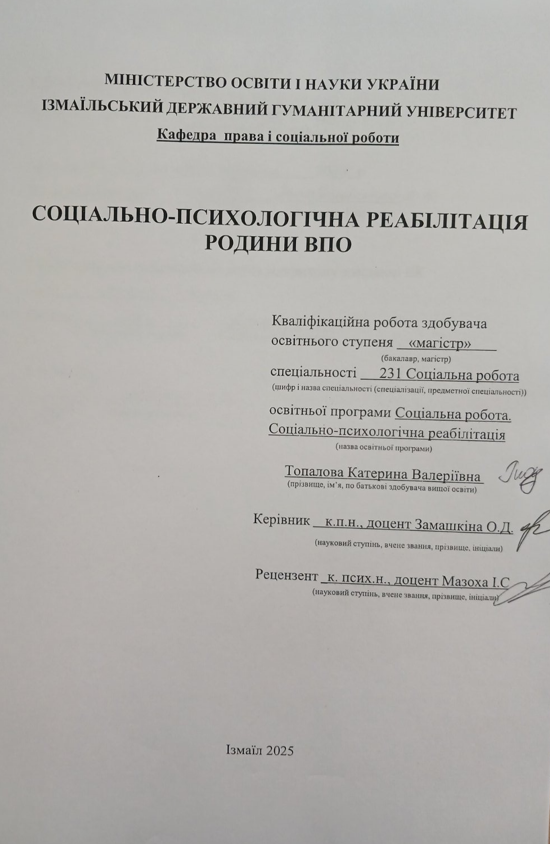 МІНІСТЕРСТВО ОСВІТИ І НАУКИ УКРАЇНИ
ІЗМАЇЛЬСЬКИЙ ДЕРЖАВНИЙ ГУМАНІТАРНИЙ УНІВЕРСИТЕТ
Кафедра права і соціальної роботи
СОЦІАЛЬНО-ПСИХОЛОГІЧНА РЕАБІЛІТАЦІЯ
РОДИНИ ВПО
Кваліфікаційна робота здобувача
освітнього ступеня «магістр»
(бакалавр, магістр)
спеціальності 231 Соціальна робота
(шифр і назва спеціальності (спеціалізації, предметної спеціальності))
освітньої програми Соціальна робота.
Соціально-психологічна реабілітація
(назва освітньої програми)
Топалова Катерина Валеріївна
(прізвище, ім’я, по батькові здобувача вищої освіти)
Керівник к.п.н., доцент Замашкіна О.Д.
(науковий ступінь, вчене звання, прізвище, ініціали)
Рецензент к. псих.н., доцент Мазоха І.С
(науковий ступінь, вчене звання, прізвище, ініціали)
Ізмаїл 2025